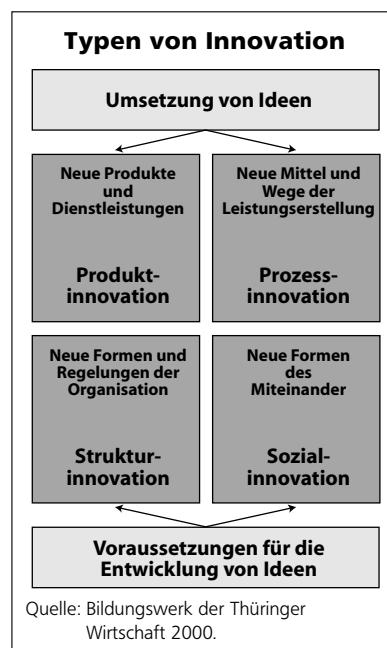 Typen von Innovation
Umsetzung von Ideen
Neue Produkte
und
Dienstleistungen
Produkt-
innovation
Neue Mittel und
Wege der
Leistungserstellung
Prozess-
innovation
Neue Formen und
Regelungen der
Organisation
Struktur-
innovation
Neue Formen
des
Miteinander
Sozial-
innovation
Voraussetzungen für die
Entwicklung von Ideen
Quelle: Bildungswerk der Thüringer
Wirtschaft 2000.